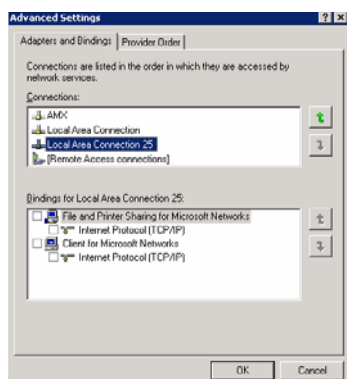 Advanced Settings
Adapters and Bindings Provider Order
Connections are listed in the order in which they are accessed by
network services.
Connections:
AMX
Local Area Connection
Local Area Connection 25
[Remote Access connections]
Bindings for Local Area Connection 25:
File and Printer Sharing for Microsoft Networks
Internet Protocol (TCP/IP)
Client for Microsoft Networks
Internet Protocol (TCP/IP)
OK Cancel